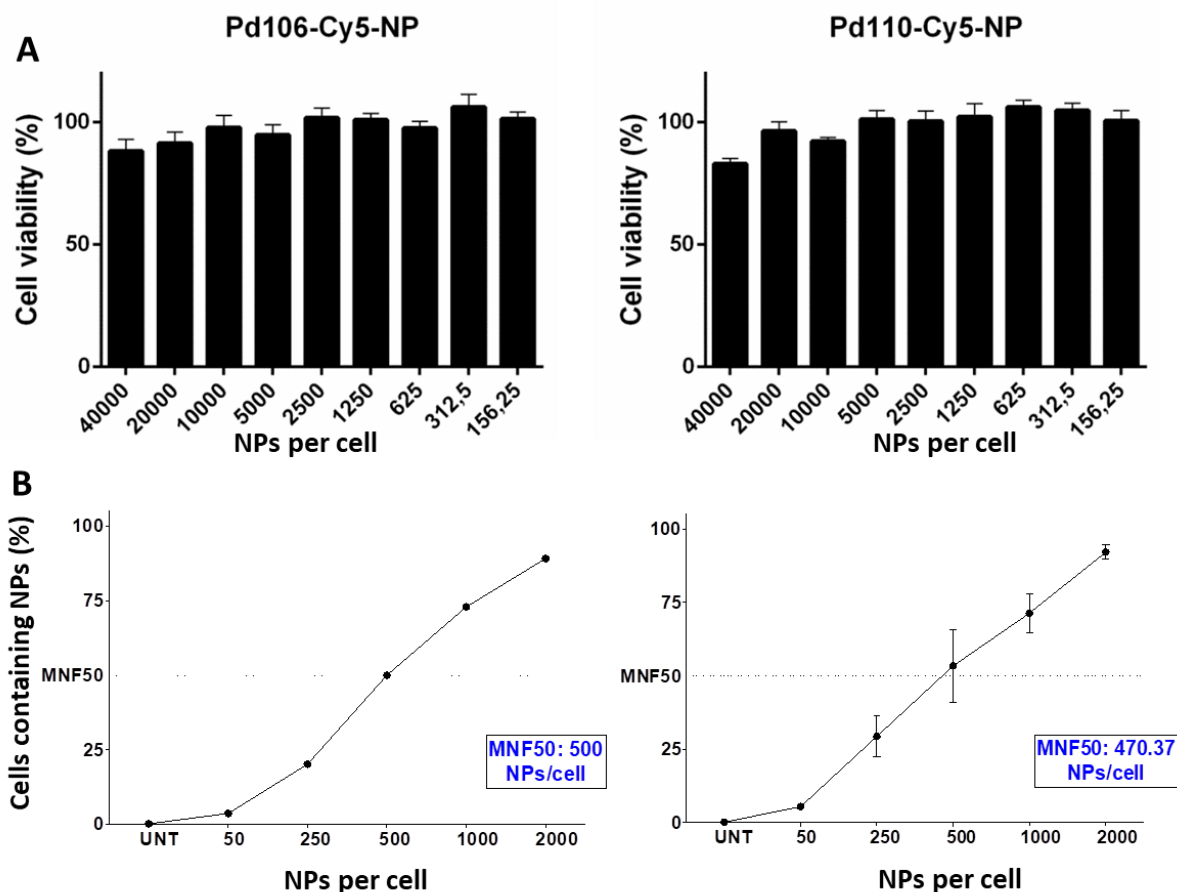 A
Pd106-Cy5-NP
Cell viability (%)
100
50
0
40000
20000
10000
5000
2500
1250
625
312,5
156,25
NPs per cell
Pd110-Cy5-NP
Cell viability (%)
100
50
0
40000
20000
10000
5000
2500
1250
625
312,5
156,25
NPs per cell
B
Cells containing NPs (%)
100
75
MNF50
25
0
UNT
50
250
500
1000
2000
MNF50: 500
NPs/cell
NPs per cell
100
75
MNF50
25
0
UNT
50
250
500
1000
2000
MNF50: 470.37
NPs/cell
NPs per cell